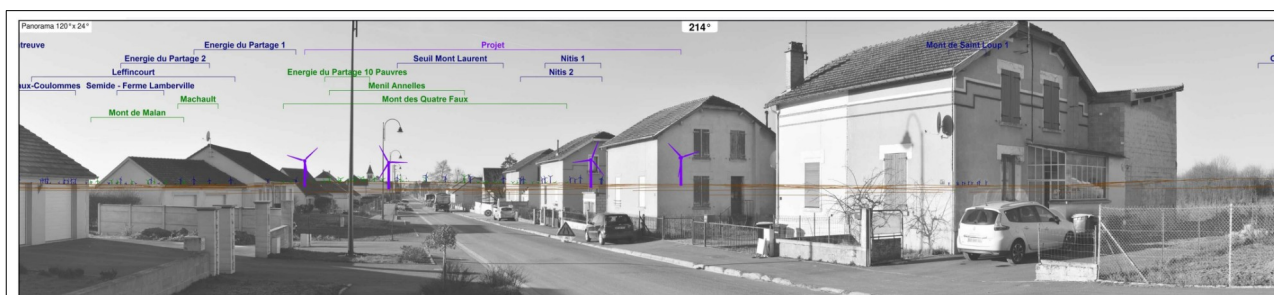 Panorama 120°x 24°
214°
treuve
Energie du Partage 1
Projet
Mont de Saint Loup 1
Energie du Partage 2
Seuil Mont Laurent
Nitis 1
Leffincourt
Energie du Partage 10 Pauvres
Nitis 2
aux-Coulommes
Semide - Ferme Lamberville
Menil Annelles
Machault
Mont des Quatre Faux
Mont de Malan